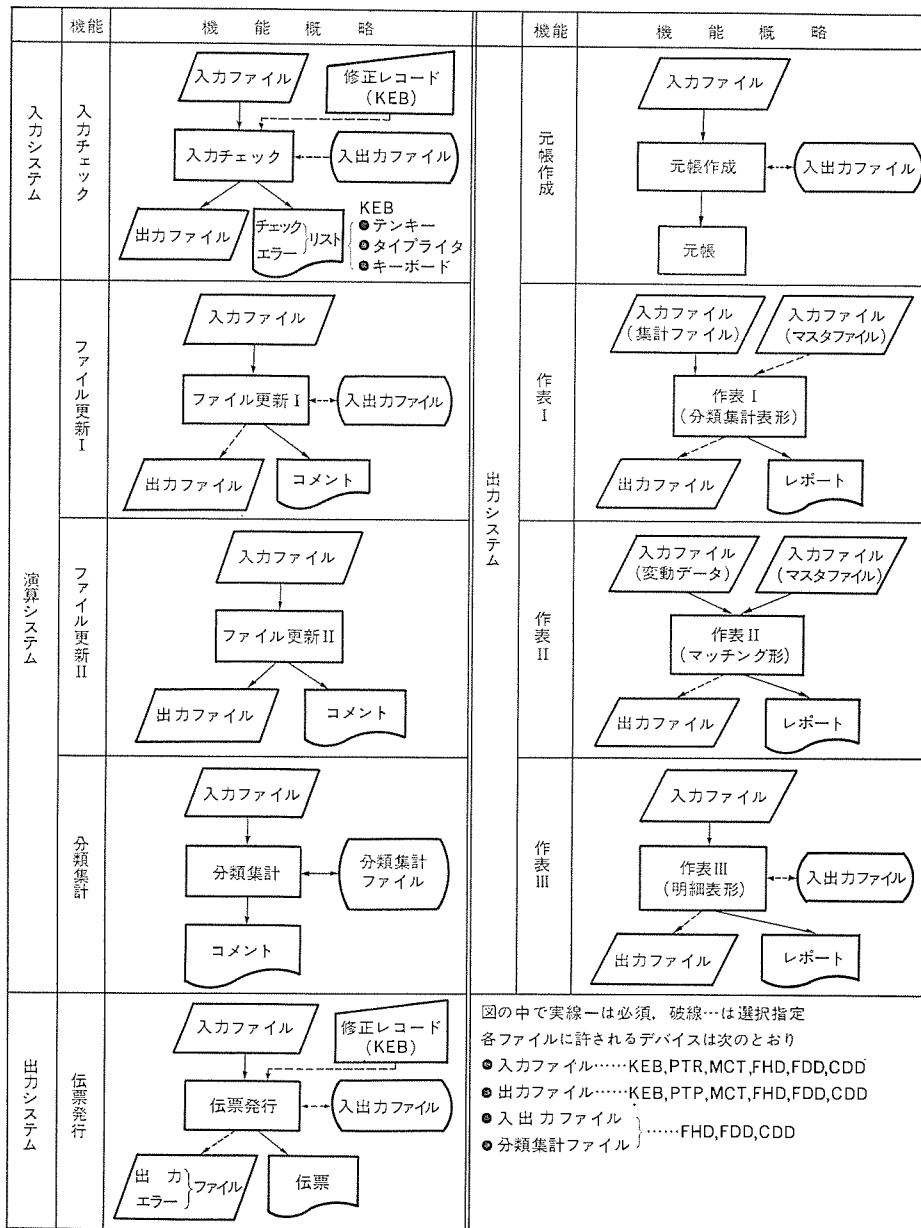 機能
機能概略
入力システム
入力チェック
入力ファイル
修正レコード
(KEB)
入力チェック
入出力ファイル
出力ファイル
チェック
エラー
リスト
KEB
●テンキー
●タイプライタ
●キーボード
演算システム
ファイル更新I
入力ファイル
ファイル更新I
入出力ファイル
出力ファイル
コメント
ファイル更新II
入力ファイル
ファイル更新II
出力ファイル
コメント
分類集計
入力ファイル
分類集計
分類集計
ファイル
コメント
出力システム
伝票発行
入力ファイル
修正レコード
(KEB)
伝票発行
入出力ファイル
出力
エラー
ファイル
伝票
機能
機能概略
出力システム
元帳作成
入力ファイル
元帳作成
入出力ファイル
元帳
作表I
入力ファイル
(集計ファイル)
入力ファイル
(マスタファイル)
作表I
(分類集計表形)
出力ファイル
レポート
作表II
入力ファイル
(変動データ)
入力ファイル
(マスタファイル)
作表II
(マッチング形)
出力ファイル
レポート
作表III
入力ファイル
作表III
(明細表形)
入出力ファイル
出力ファイル
レポート
図の中で実線―は必須,破線…は選択指定
各ファイルに許されるデバイスは次のとおり
●入力ファイル……KEB,PTR,MCT,FHD,FDD,CDD
●出力ファイル……KEB,PTP,MCT,FHD,FDD,CDD
●入出力ファイル
●分類集計ファイル
……FHD,FDD,CDD